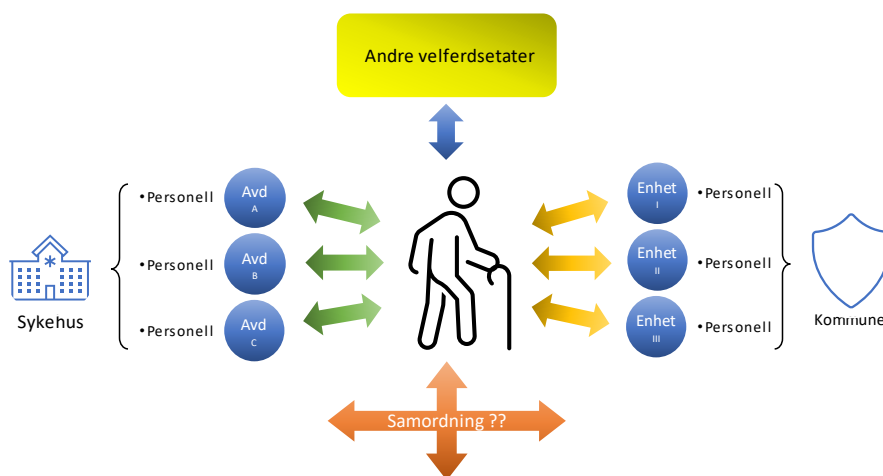 Andre velferdsetater
•Personell
Avd
A
•Personell
Avd
B
•Personell
Avd
C
Sykehus
Enhet
I
•Personell
Enhet
II
•Personell
Enhet
III
•Personell
Kommune
Samordning ??